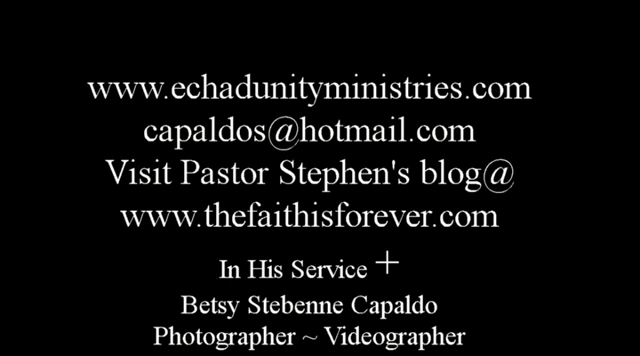 www.echadunityministries.com
capaldos@hotmail.com
Visit Pastor Stephen's blog@
www.thefaithisforever.com
In His Service +
Betsy Stebenne Capaldo
Photographer ~ Videographer